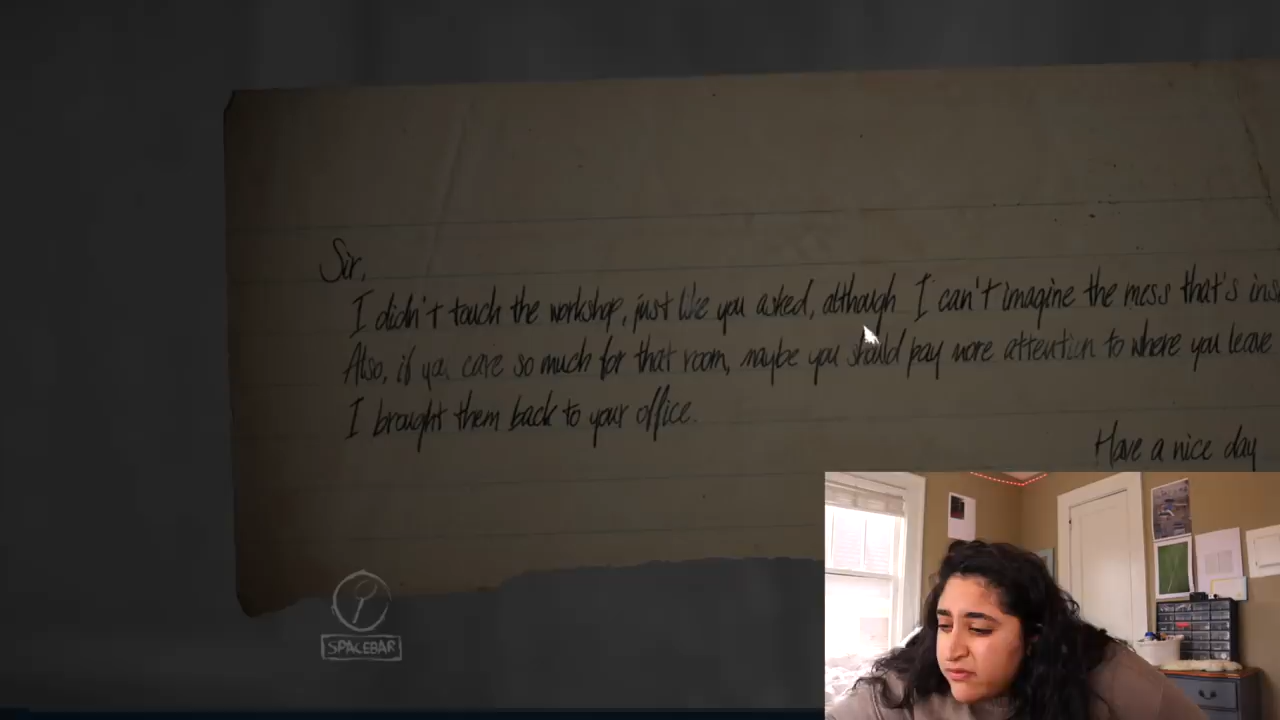 Sir,
I didn't touch the workshop, just like you asked, although I can't imagine the mess that's
Also, if you care so much for that room, maybe you should pay more attention to where you leave
I brought them back to your office.
Have a nice day
SPACEBAR